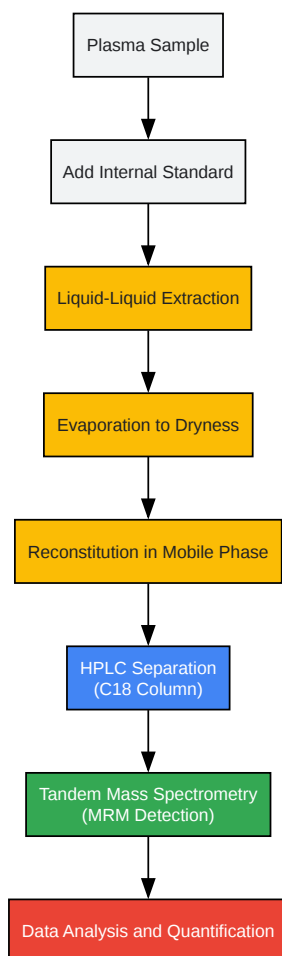 Plasma Sample
Add Internal Standard
Liquid-Liquid Extraction
Evaporation to Dryness
Reconstitution in Mobile Phase
HPLC Separation
(C18 Column)
Tandem Mass Spectrometry
(MRM Detection)
Data Analysis and Quantification